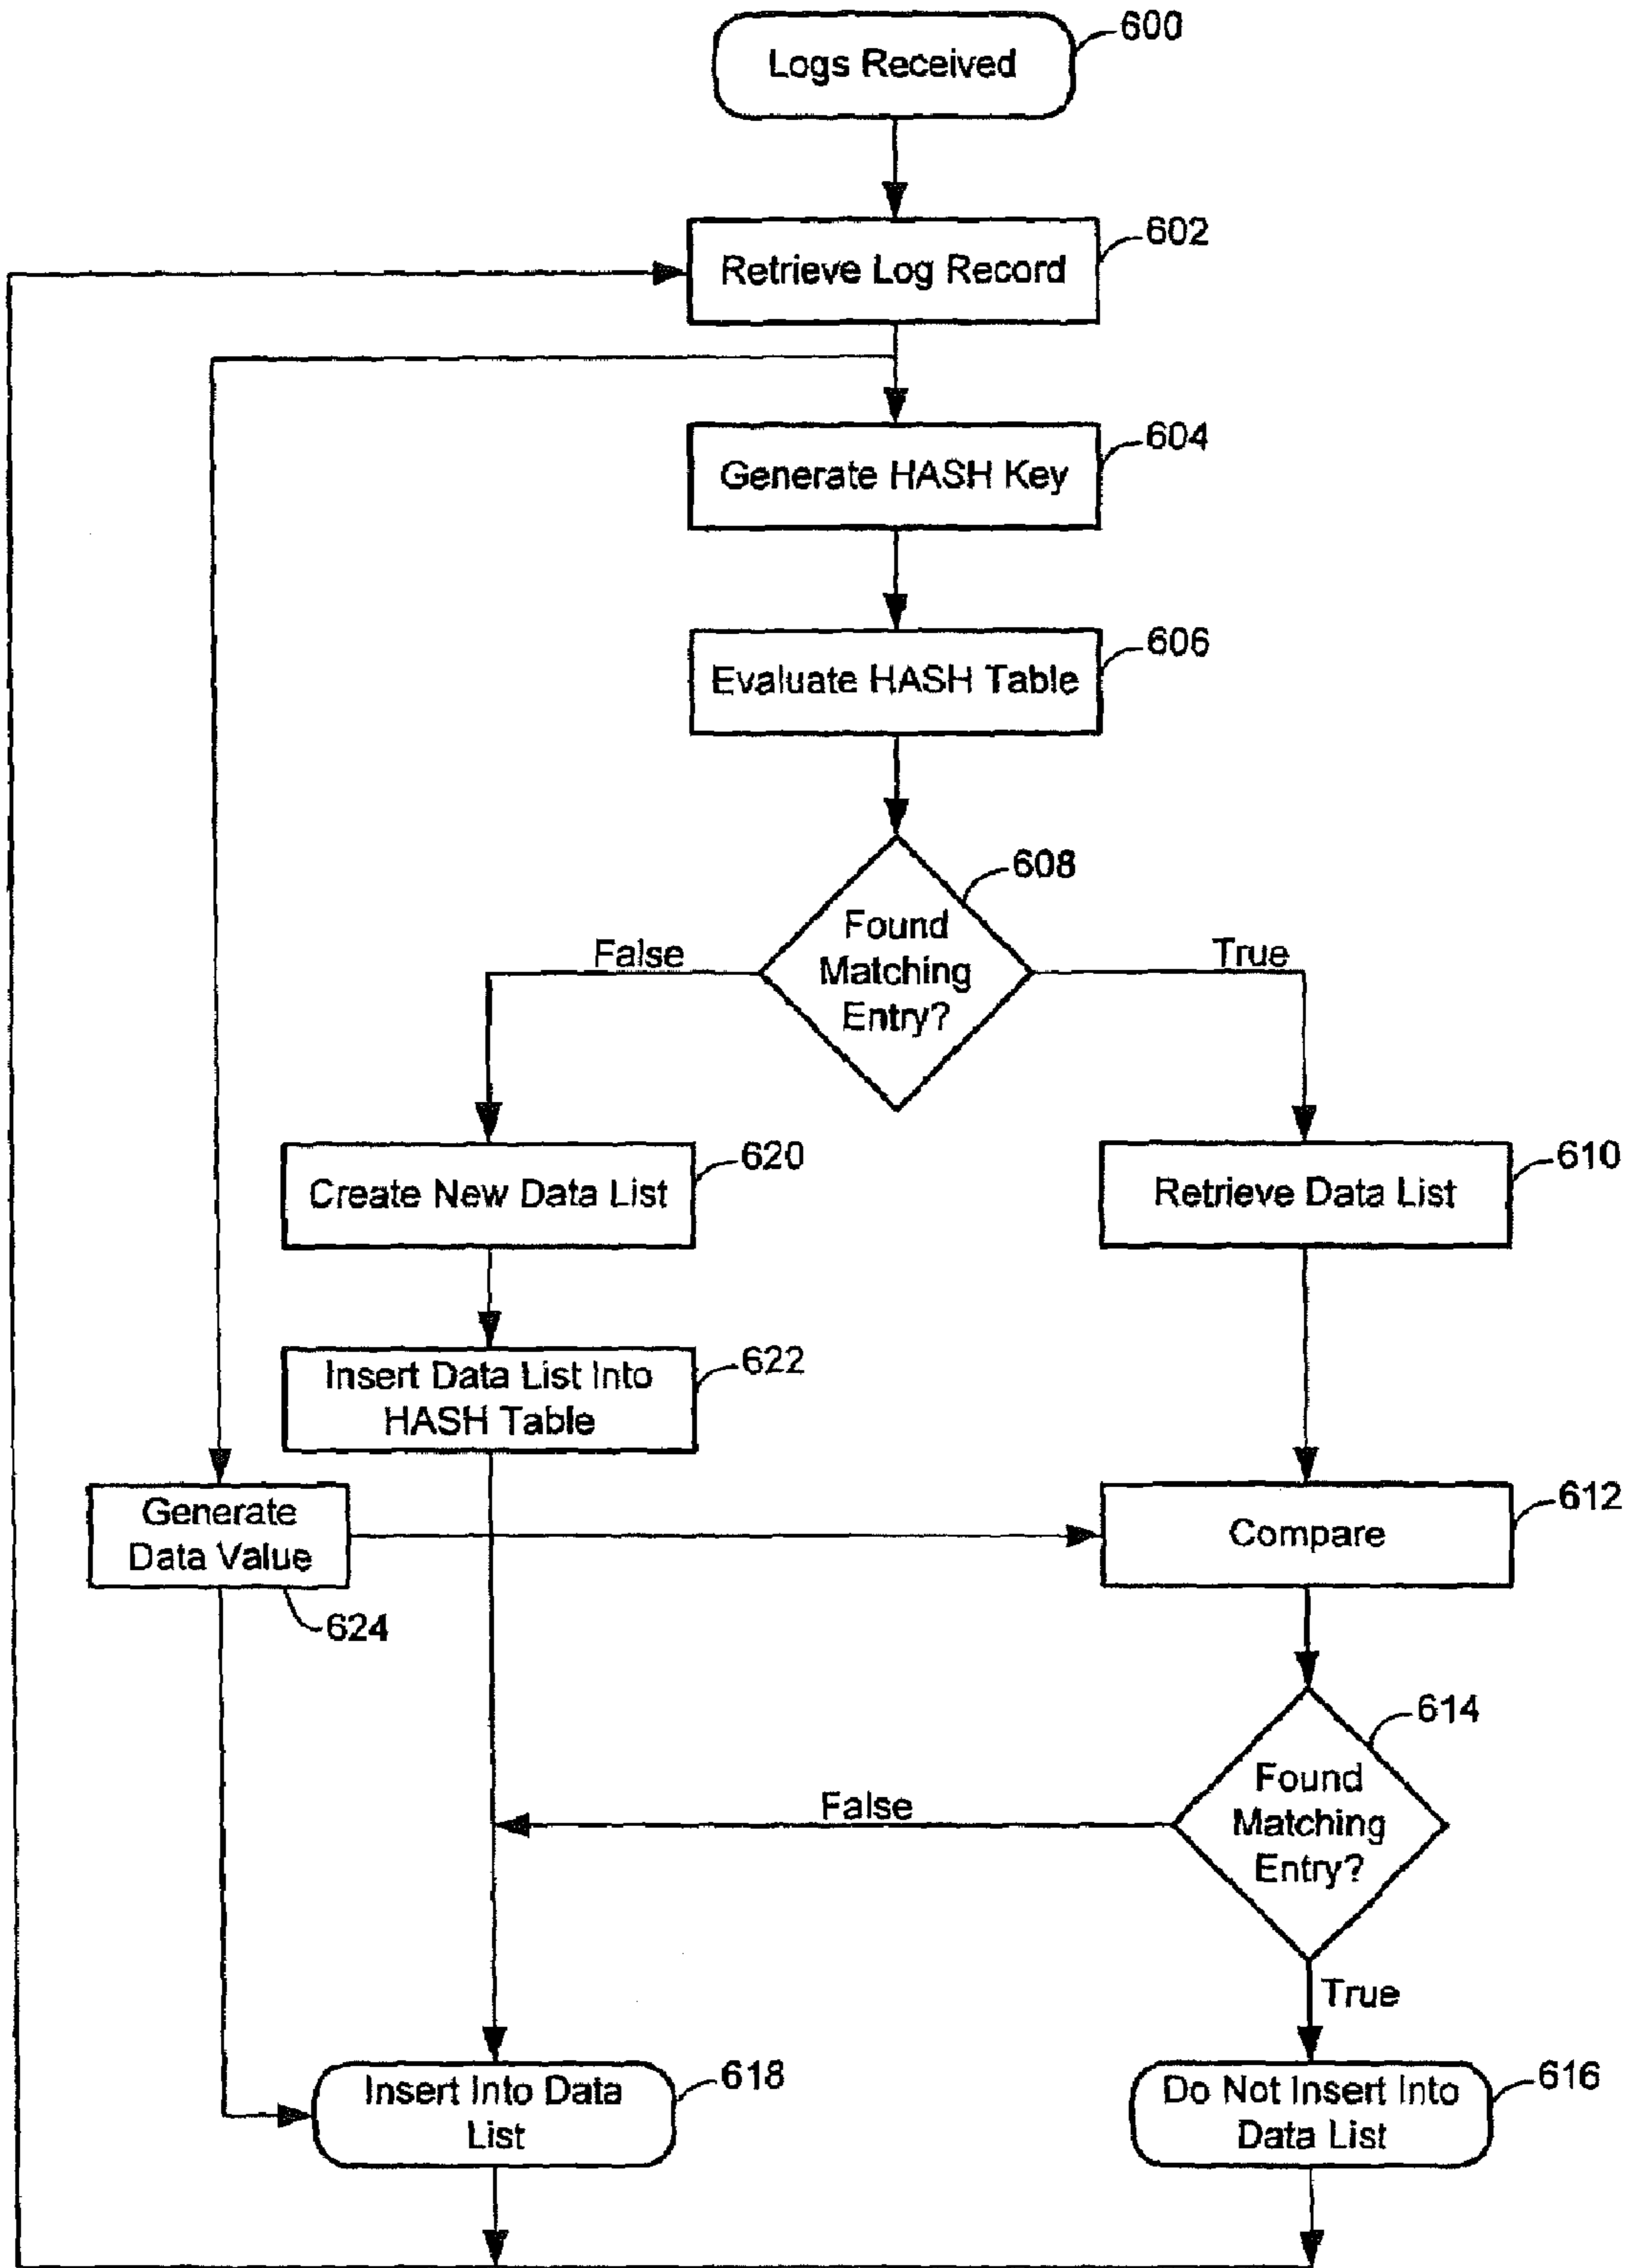 600
Logs Received
602
Retrieve Log Record
604
Generate HASH Key
606
Evaluate HASH Table
608
Found
Matching
Entry?
False
True
620
Create New Data List
610
Retrieve Data List
622
Insert Data List Into
HASH Table
Generate
Data Value
624
612
Compare
614
Found
Matching
Entry?
False
True
618
Insert Into Data
List
616
Do Not Insert Into
Data List